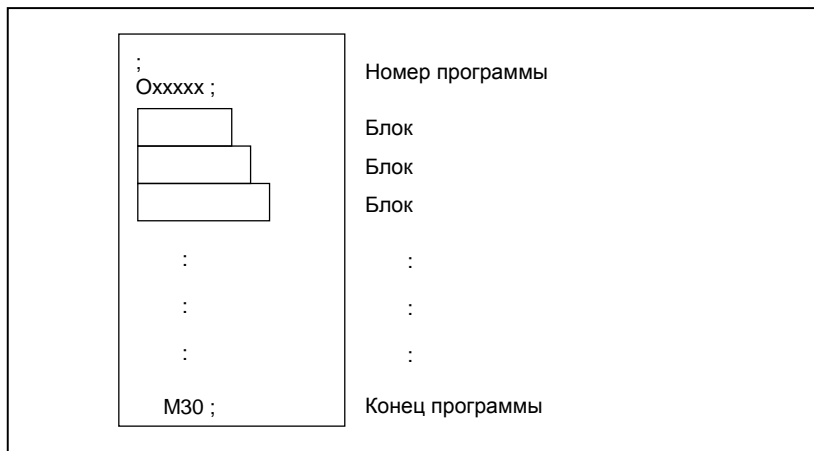 ;
Oxxxxx ;
Номер программы
Блок
Блок
Блок
: :
: :
: :
M30 ; Конец программы